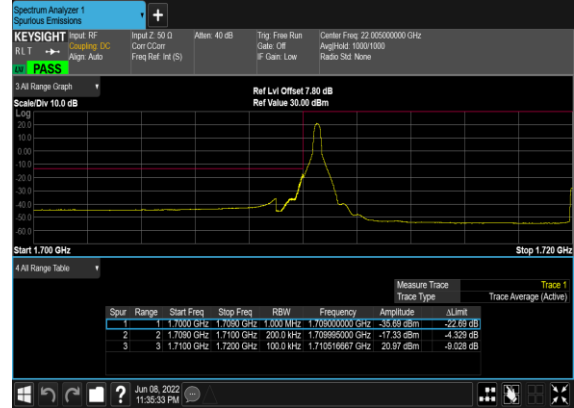 Spectrum Analyzer 1
Spurious Emissions
KEYSIGHT Input: RF Input Z: 50 Ω Atten: 40 dB Trig: Free Run Center Freq: 22.005000000 GHz
RLT Coupling: DC Corr CCorr Gate: Off Avg|Hold: 1000/1000
Align: Auto Freq Ref: Int (S) IF Gain: Low Radio Std: None
PASS
3 All Range Graph
Ref Lvl Offset 7.80 dB
Scale/Div 10.0 dB Ref Value 30.00 dBm
Log
20.0
10.0
0.00
-10.0
-20.0
-30.0
-40.0
-50.0
-60.0
Start 1.700 GHz Stop 1.720 GHz
4 All Range Table
Measure Trace Trace 1
Trace Type Trace Average (Active)
Spur Range Start Freq Stop Freq RBW Frequency Amplitude ΔLimit
1 1 1.7000 GHz 1.7090 GHz 1.000 MHz 1.709000000 GHz -35.69 dBm -22.69 dB
2 2 1.7090 GHz 1.7100 GHz 200.0 kHz 1.709995000 GHz -17.33 dBm -4.329 dB
3 3 1.7100 GHz 1.7200 GHz 100.0 kHz 1.710516667 GHz 20.97 dBm -9.028 dB
? Jun 08, 2022
11:35:33 PM